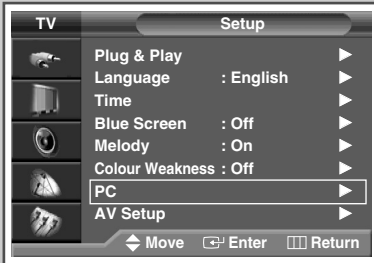 TV Setup
Plug & Play
Language : English
Time
Blue Screen : Off
Melody : On
Colour Weakness : Off
PC
AV Setup
Move Enter Return